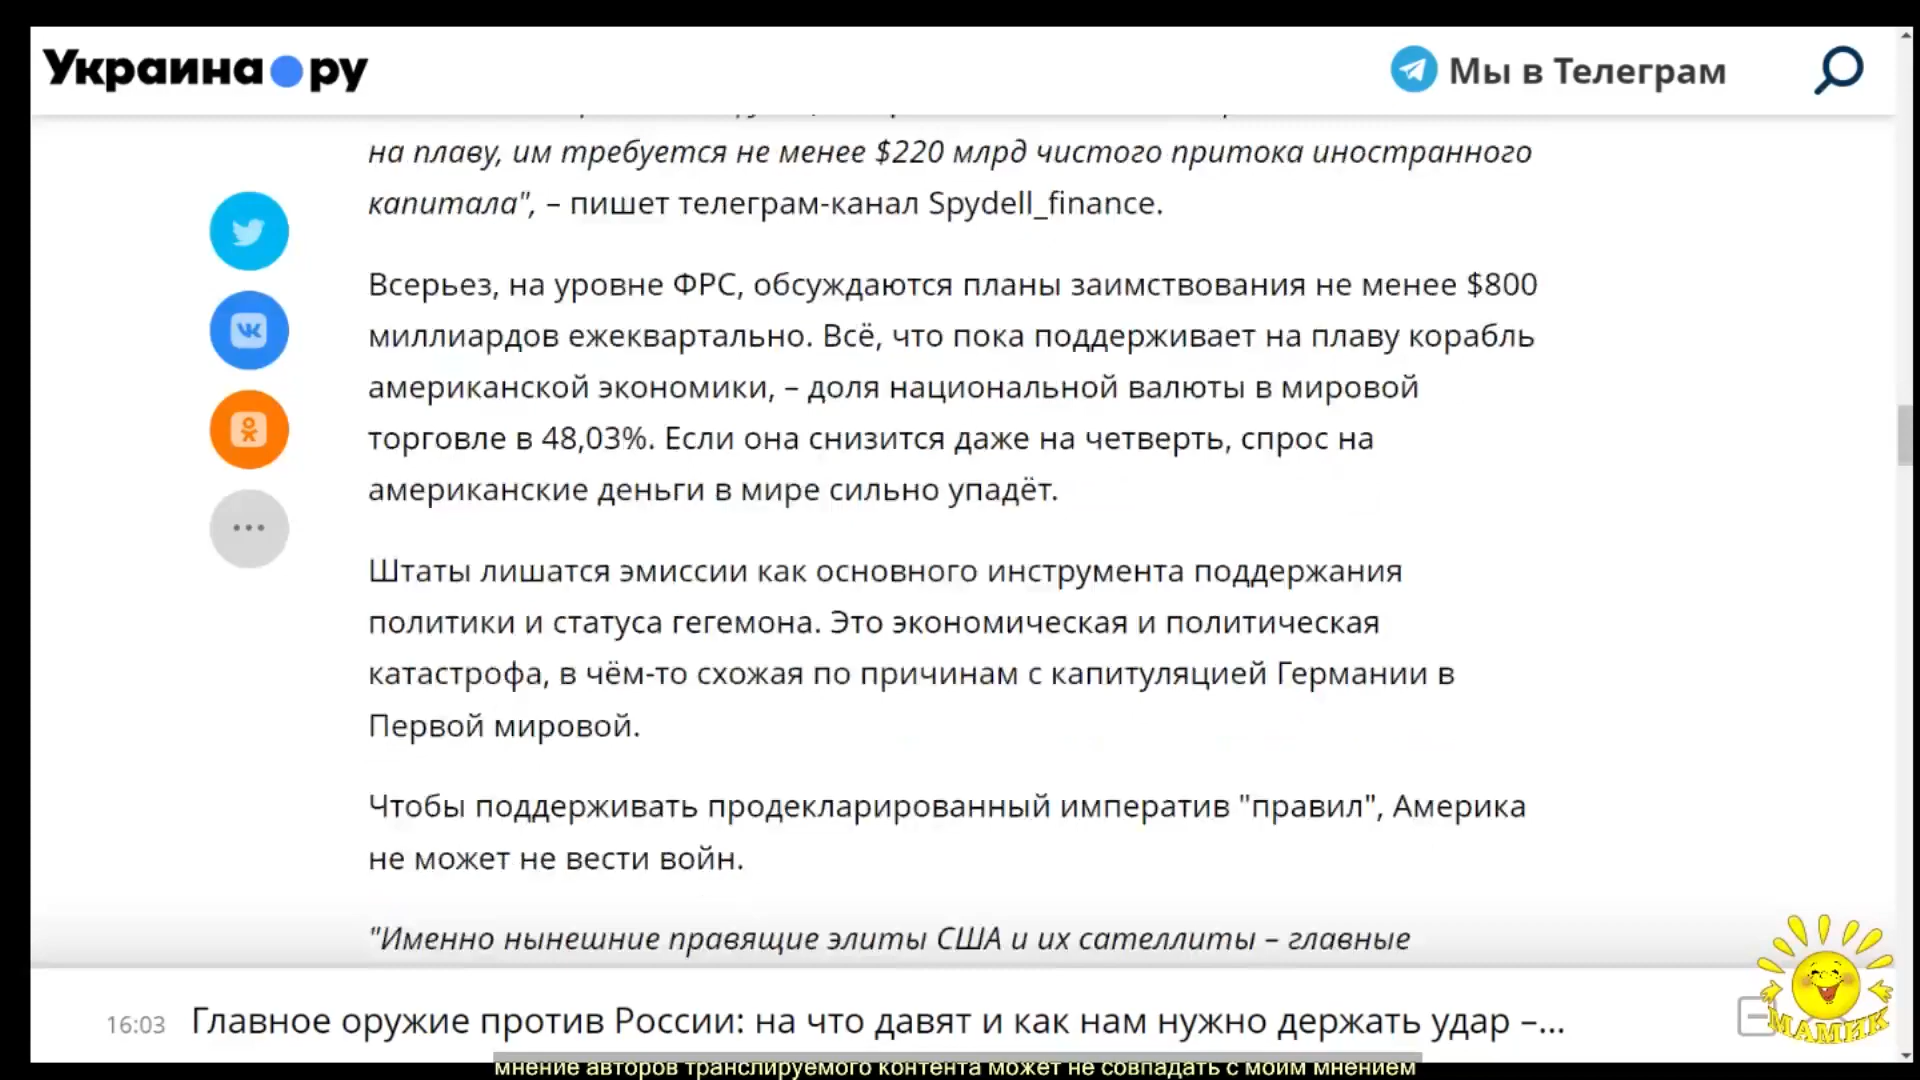 Украина ру
Мы в Телеграм
на плаву, им требуется не менее $220 млрд чистого притока иностранного
капитала", – пишет телеграм-канал Spydell_finance.
Всерьез, на уровне ФРС, обсуждаются планы заимствования не менее $800
миллиардов ежеквартально. Всё, что пока поддерживает на плаву корабль
американской экономики, – доля национальной валюты в мировой
торговле в 48,03%. Если она снизится даже на четверть, спрос на
американские деньги в мире сильно упадёт.
Штаты лишатся эмиссии как основного инструмента поддержания
политики и статуса гегемона. Это экономическая и политическая
катастрофа, в чём-то схожая по причинам с капитуляцией Германии в
Первой мировой.
Чтобы поддерживать продекларированный императив "правил", Америка
не может не вести войн.
"Именно нынешние правящие элиты США и их сателлиты – главные
16:03 Главное оружие против России: на что давят и как нам нужно держать удар –...
МАМИК
мнение авторов транслируемого контента может не совпадать с моим мнением